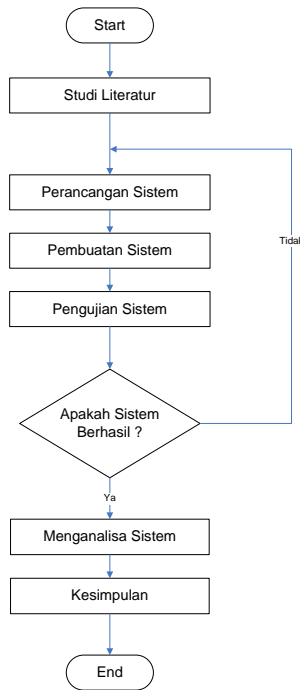 Start
Studi Literatur
Perancangan Sistem
Tidal
Pembuatan Sistem
Pengujian Sistem
Apakah Sistem
Berhasil ?
Ya
Menganalisa Sistem
Kesimpulan
End